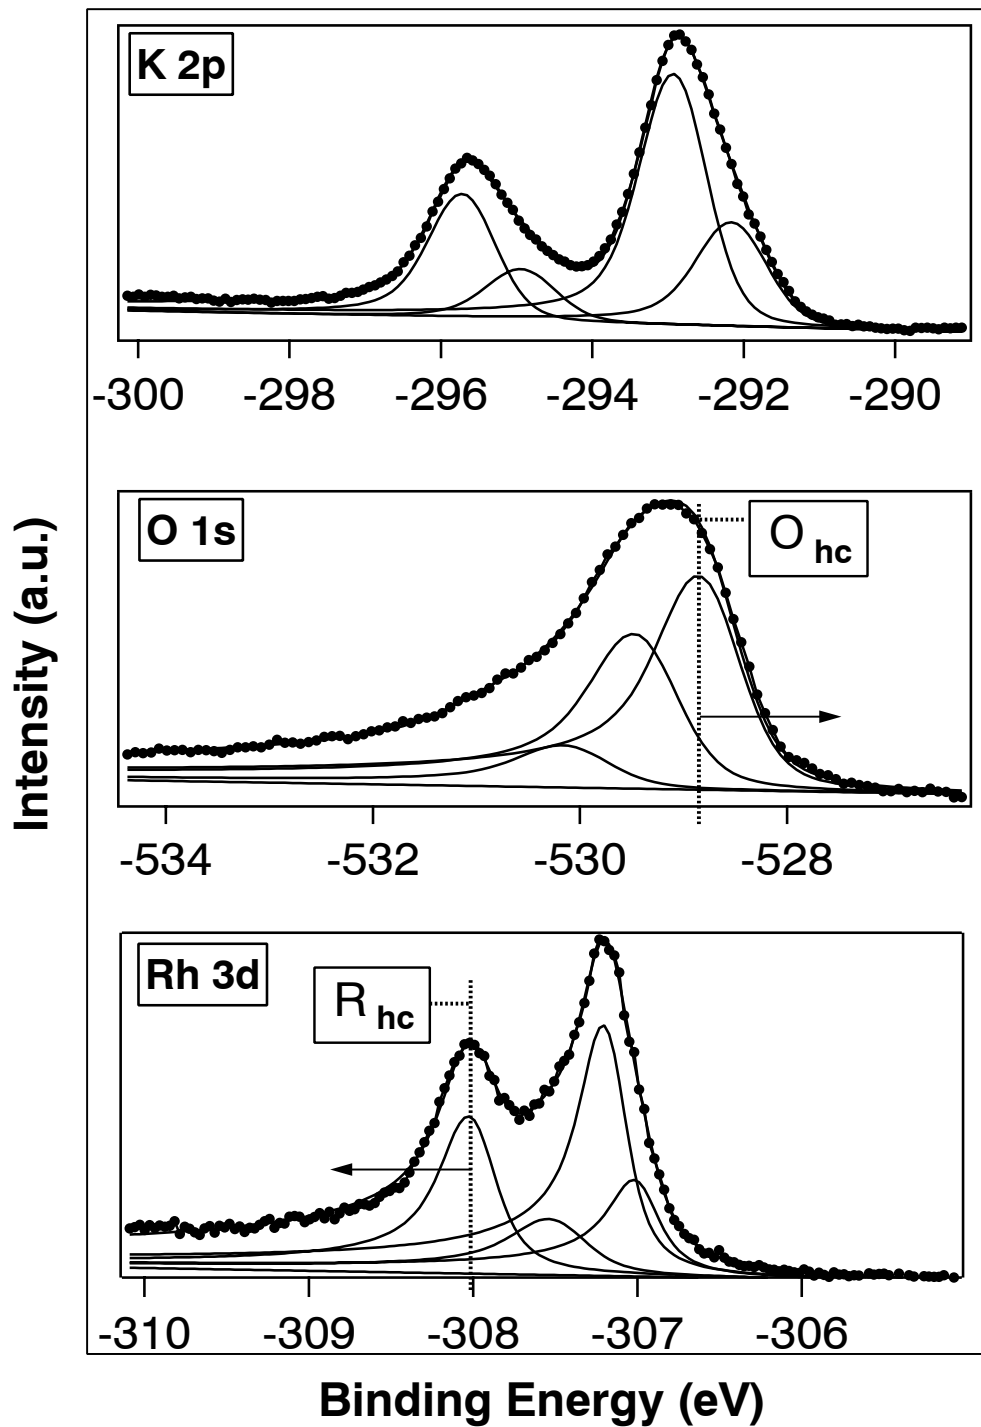 K 2p
-300 -298 -296 -294 -292 -290
O 1s
O hc
-534 -532 -530 -528
Rh 3d
R hc
-310 -309 -308 -307 -306
Intensity (a.u.)
Binding Energy (eV)